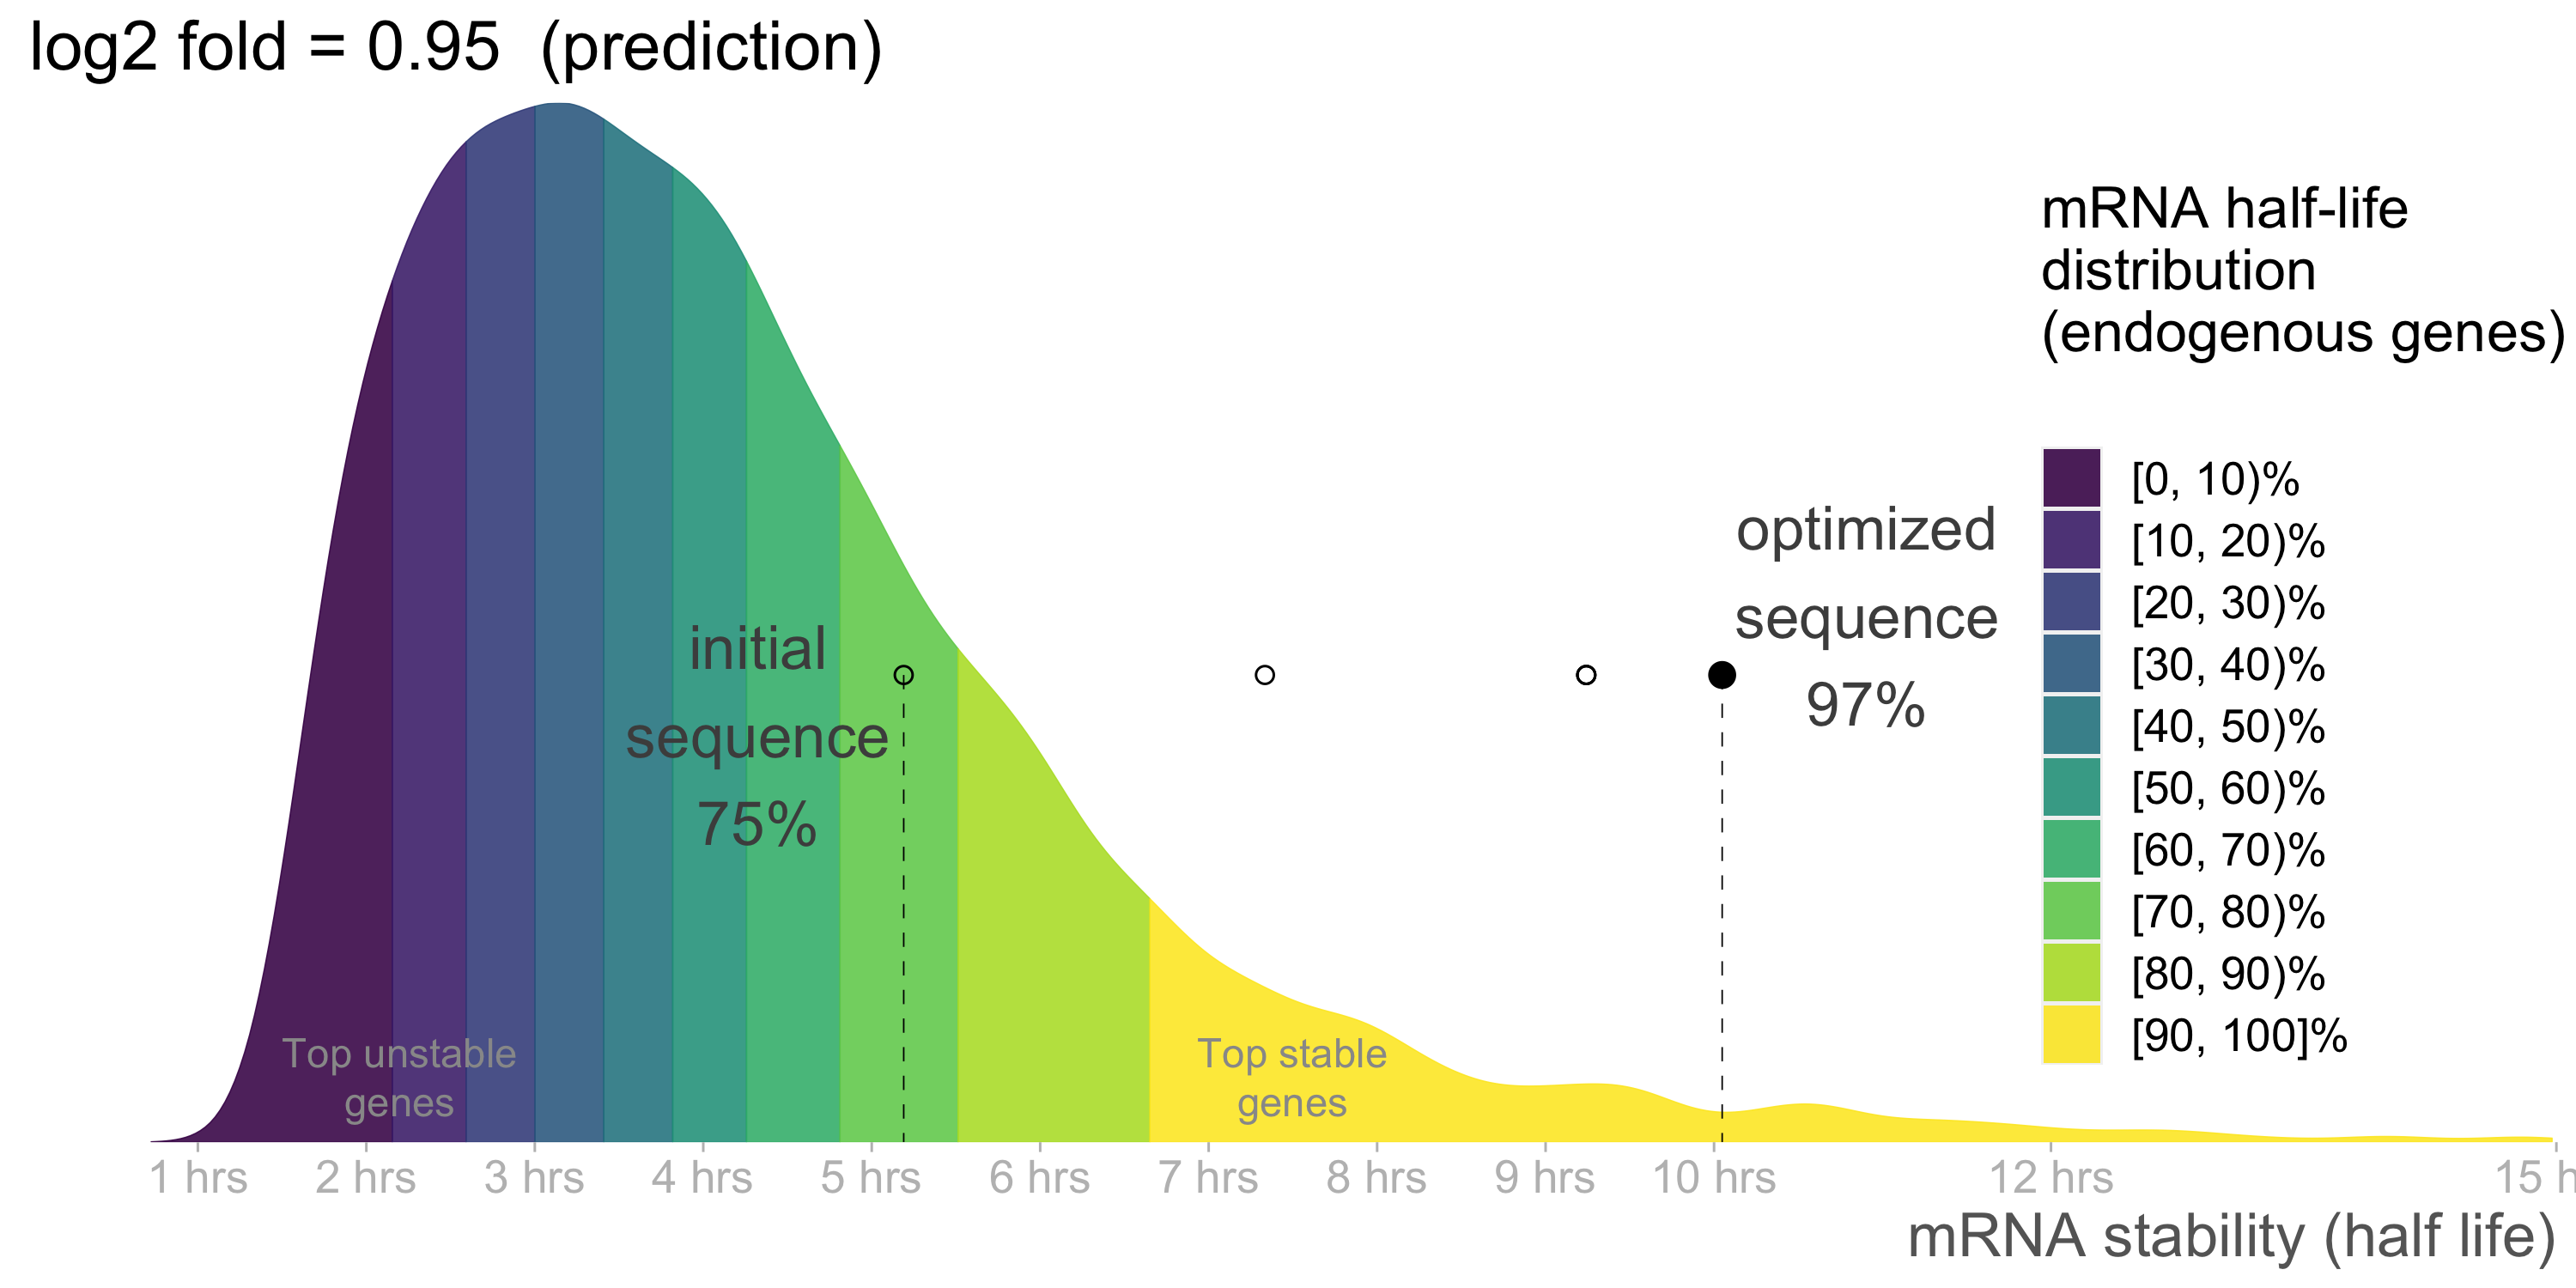 log2 fold = 0.95 (prediction)
mRNA half-life
distribution
(endogenous genes)
[0, 10)%
[10, 20)%
[20, 30)%
[30, 40)%
[40, 50)%
[50, 60)%
[60, 70)%
[70, 80)%
[80, 90)%
[90, 100]%
optimized
sequence
97%
initial
sequence
75%
Top unstable
genes
Top stable
genes
1 hrs
2 hrs
3 hrs
4 hrs
5 hrs
6 hrs
7 hrs
8 hrs
9 hrs
10 hrs
12 hrs
15 h
mRNA stability (half life)